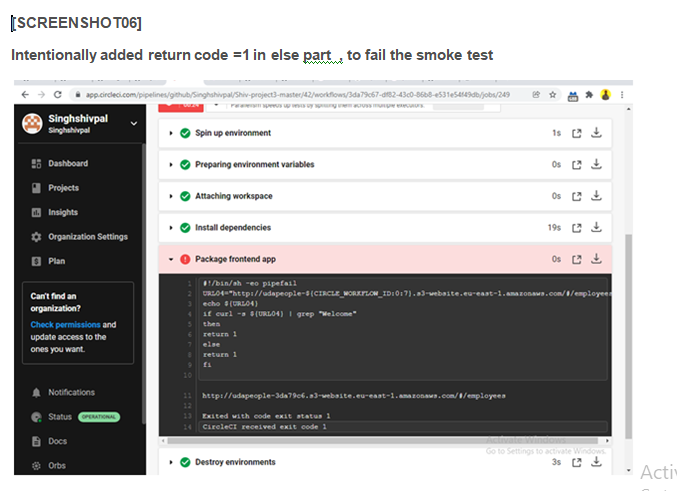 [SCREENSHOT06]
Intentionally added return code =1 in else part , to fail the smoke test
app.circleci.com/pipelines/github/Singhshivpal/Shiv-project3-master/42/workflows/3da79c67-df82-43c0-86b8-e531e54f49db/jobs/249
Singhshivpal
Singhshivpal
Parallelism speeds up tests by splitting them across multiple executors.
Spin up environment 1s
Preparing environment variables 0s
Dashboard
Projects
Attaching workspace 0s
Insights
Install dependencies 19s
Organization Settings
Plan
Package frontend app 0s
Can't find an
organization?
Check permissions and
update access to the
ones you want.
1 #!/bin/sh -eo pipefail
2 URL04="http://udapeople-${CIRCLE_WORKFLOW_ID:0:7}.s3-website.eu-east-1.amazonaws.com/#/employees
3 echo ${URL04}
4 if curl -s ${URL04} | grep "Welcome"
5 then
6 return 1
7 else
8 return 1
9 fi
10
11 http://udapeople-3da79c6.s3-website.eu-east-1.amazonaws.com/#/employees
12
13 Exited with code exit status 1
14 CircleCI received exit code 1
Notifications
Status OPERATIONAL
Docs
Orbs
Activate Windows
Go to Settings to activate Windows.
Destroy environments 3s
Activ